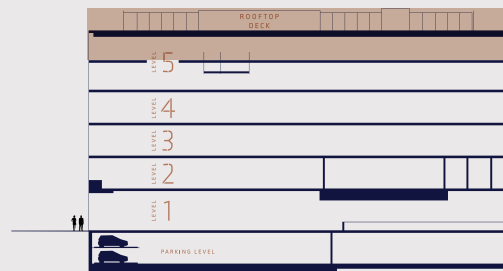 ROOFTOP
DECK
LEVEL 5
LEVEL 4
LEVEL 3
LEVEL 2
LEVEL 1
PARKING LEVEL